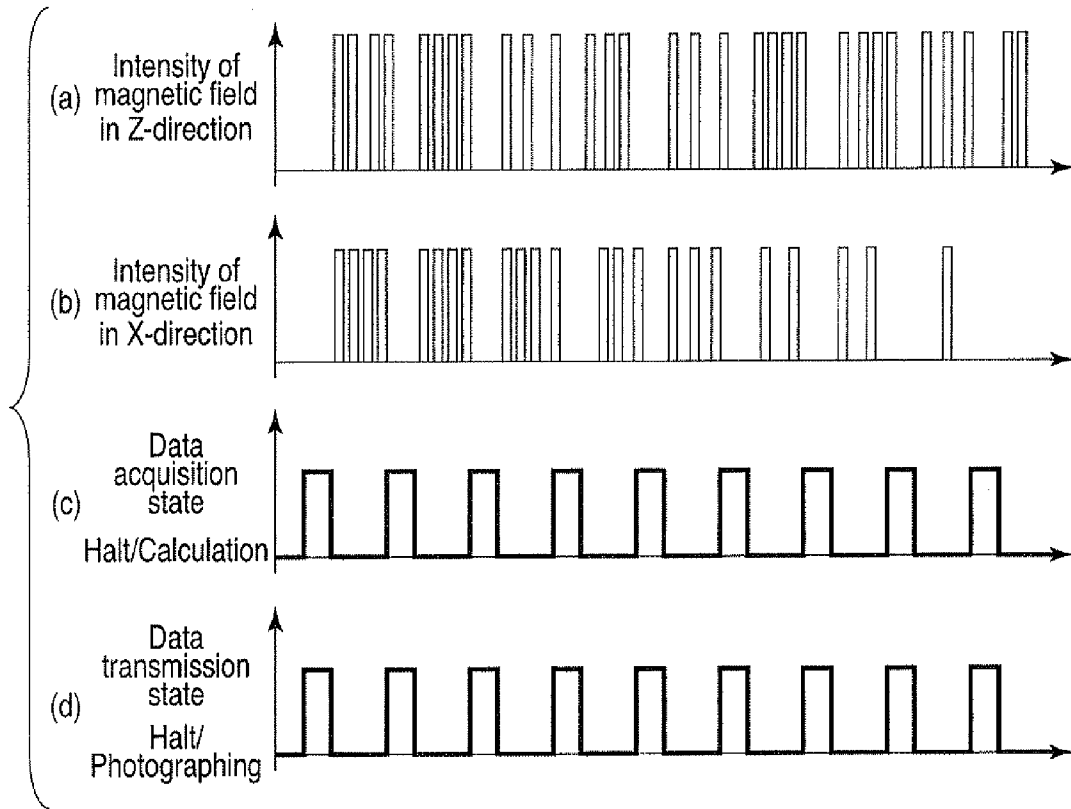 (a)
Intensity of
magnetic field
in Z-direction
(b)
Intensity of
magnetic field
in X-direction
(c)
Data
acquisition
state
Halt/Calculation
(d)
Data
transmission
state
Halt/
Photographing